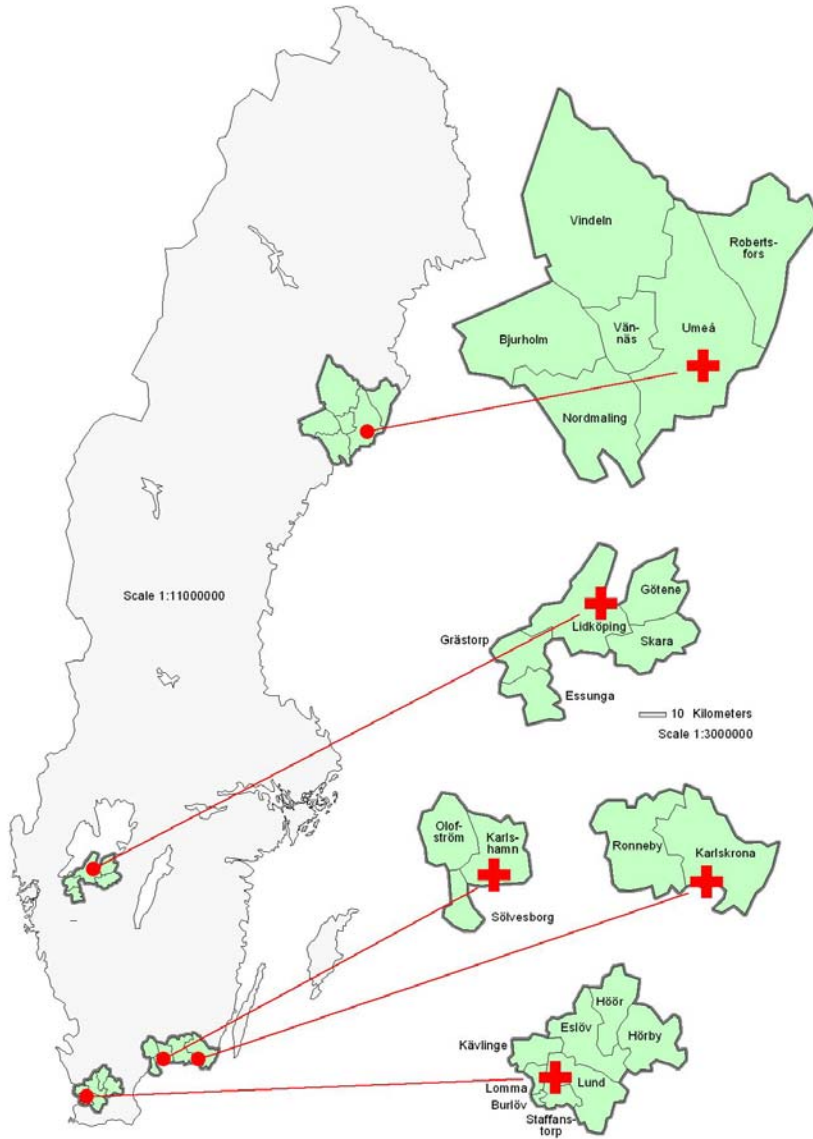 Vindeln
Roberts-
fors
Umeå
Vän-
näs
Bjurholm
Nordmaling
Scale 1:11000000
Götene
Lidköping
Grästorp
Skara
Essunga
10 Kilometers
Scale 1:3000000
Olof-
ström
Karls-
hamn
Sölvesborg
Ronneby
Karlskrona
Höör
Eslöv
Hörby
Kävlinge
Lund
Lomma
Burlöv
Staffans-
torp